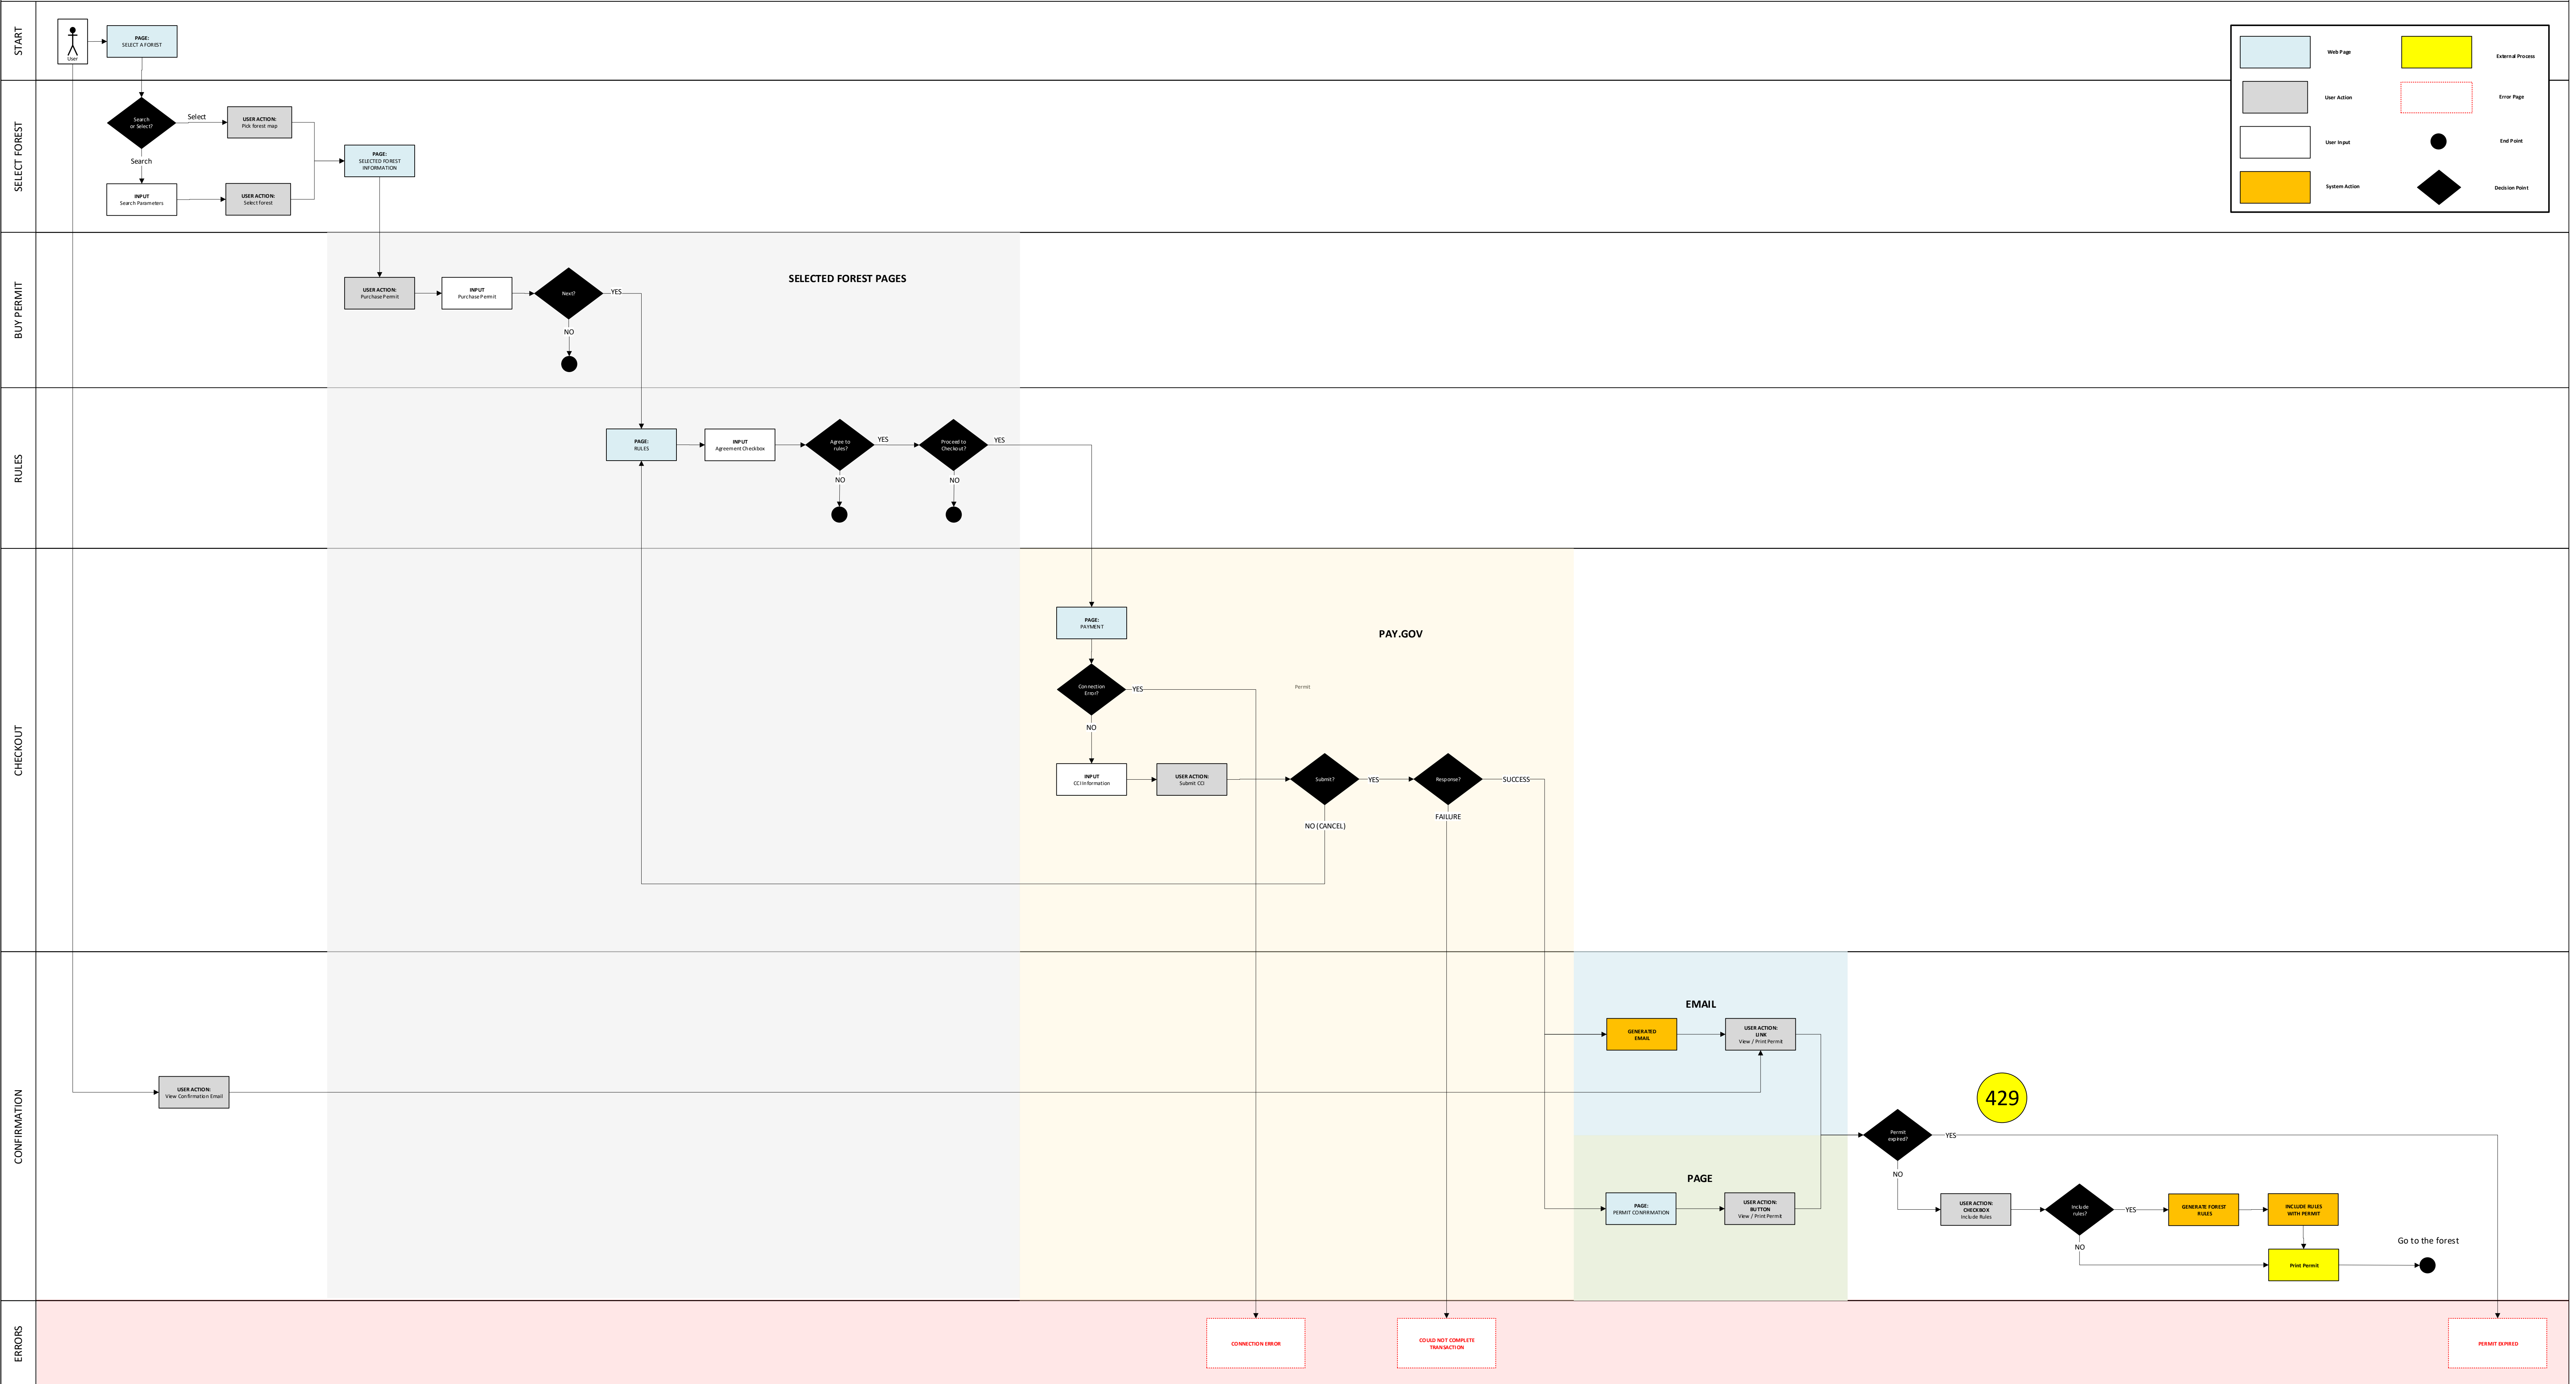 START
User
PAGE:
SELECT A FOREST
Web Page
External Process
User Action
Error Page
User Input
End Point
System Action
Decision Point
SELECT FOREST
Search
or Select?
Select
USER ACTION:
Pick forest map
Search
INPUT
Search Parameters
USER ACTION:
Select forest
PAGE:
SELECTED FOREST
INFORMATION
BUY PERMIT
SELECTED FOREST PAGES
USER ACTION:
Purchase Permit
INPUT
Purchase Permit
Next?
YES
NO
RULES
PAGE:
RULES
INPUT
Agreement Checkbox
Agree to
rules?
YES
NO
Proceed to
Checkout?
YES
NO
CHECKOUT
PAGE:
PAYMENT
PAY.GOV
Connection
Error?
YES
Permit
NO
INPUT
CCI Information
USER ACTION:
Submit CCI
Submit?
YES
NO (CANCEL)
Response?
SUCCESS
FAILURE
CONFIRMATION
EMAIL
GENERATED
EMAIL
USER ACTION:
LINK
View / Print Permit
USER ACTION:
View Confirmation Email
429
Permit
expired?
YES
NO
PAGE
PAGE:
PERMIT CONFIRMATION
USER ACTION:
BUTTON
View / Print Permit
USER ACTION:
CHECKBOX
Include Rules
Include
rules?
YES
NO
GENERATE FOREST
RULES
INCLUDE RULES
WITH PERMIT
Go to the forest
Print Permit
ERRORS
CONNECTION ERROR
COULD NOT COMPLETE
TRANSACTION
PERMIT EXPIRED